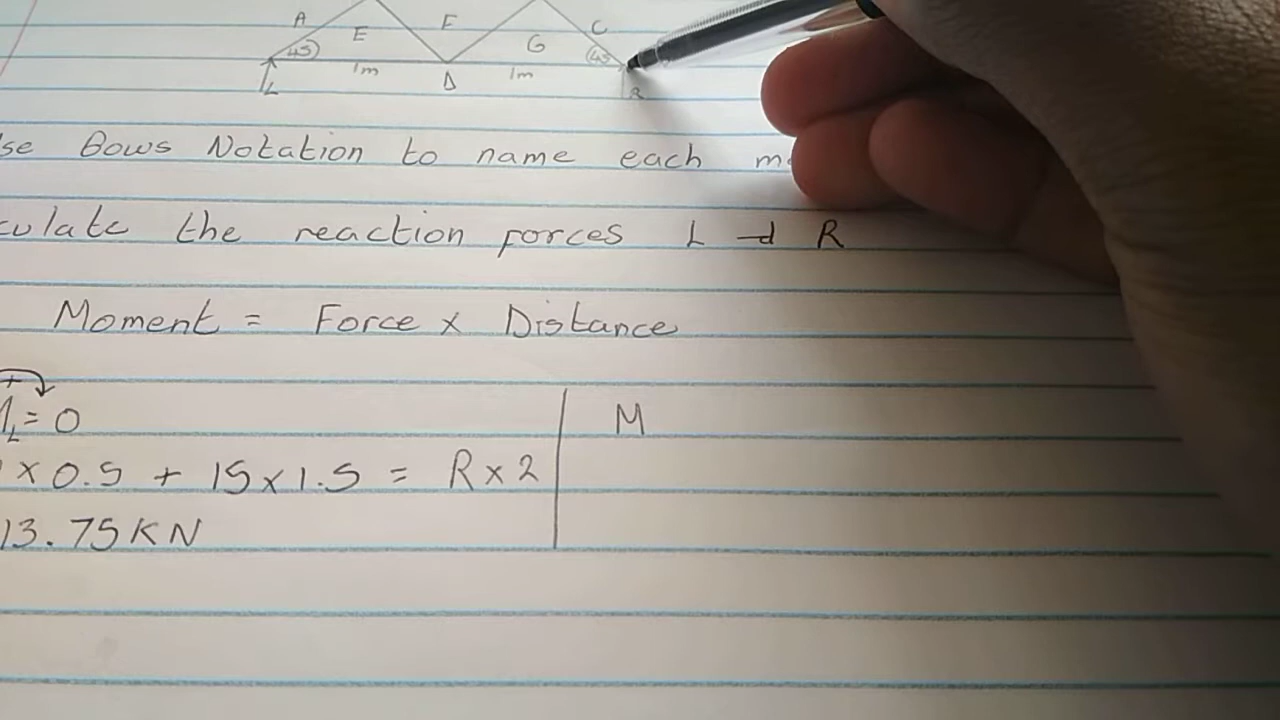 A E F G C
45 45
L 1m D 1m R
se Bows Notation to name each m
culate the reaction forces L d R
Moment = Force x Distance
= 0
x 0.5 + 15 x 1.5 = R x 2
M
13.75 KN